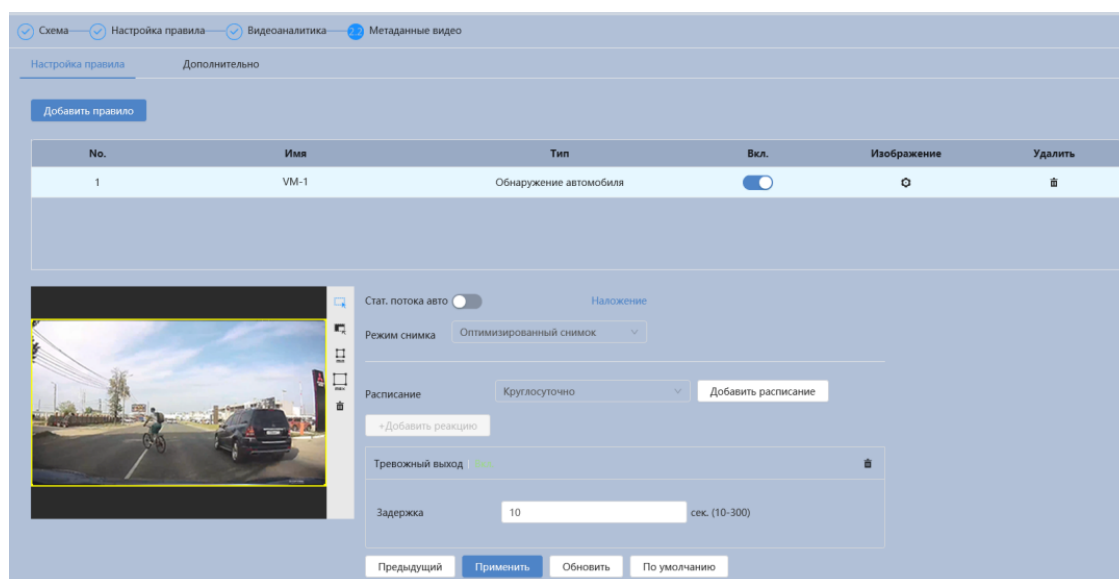 Схема Настройка правила Видеоаналитика 2.2 Метаданные видео
Настройка правила Дополнительно
Добавить правило
No. Имя Тип Вкл. Изображение Удалить
1 VM-1 Обнаружение автомобиля
Стат. потока авто Наложение
Режим снимка Оптимизированный снимок
Расписание Круглосуточно Добавить расписание
+Добавить реакцию
Тревожный выход
Задержка 10 сек. (10-300)
Предыдущий Применить Обновить По умолчанию